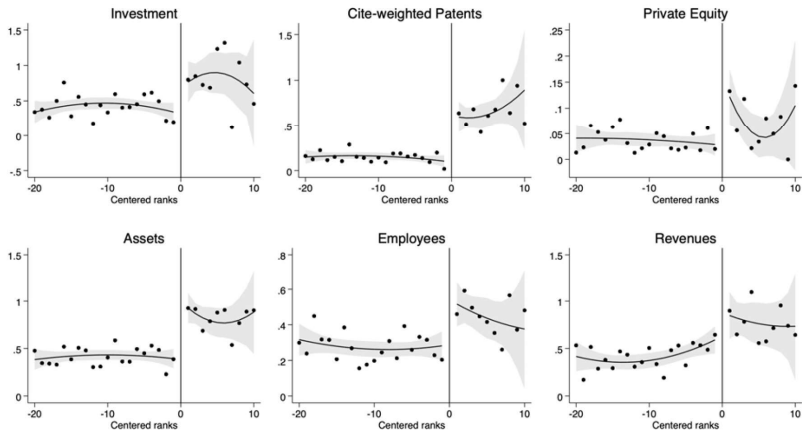 Investment
1.5
1
.5
0
-.5
-20 -10 0 10
Centered ranks
Cite-weighted Patents
1.5
1
.5
0
-20 -10 0 10
Centered ranks
Private Equity
.25
.2
.15
.1
.05
0
-20 -10 0 10
Centered ranks
Assets
1.5
1
.5
0
-20 -10 0 10
Centered ranks
Employees
.8
.6
.4
.2
0
-20 -10 0 10
Centered ranks
Revenues
1.5
1
.5
0
-20 -10 0 10
Centered ranks